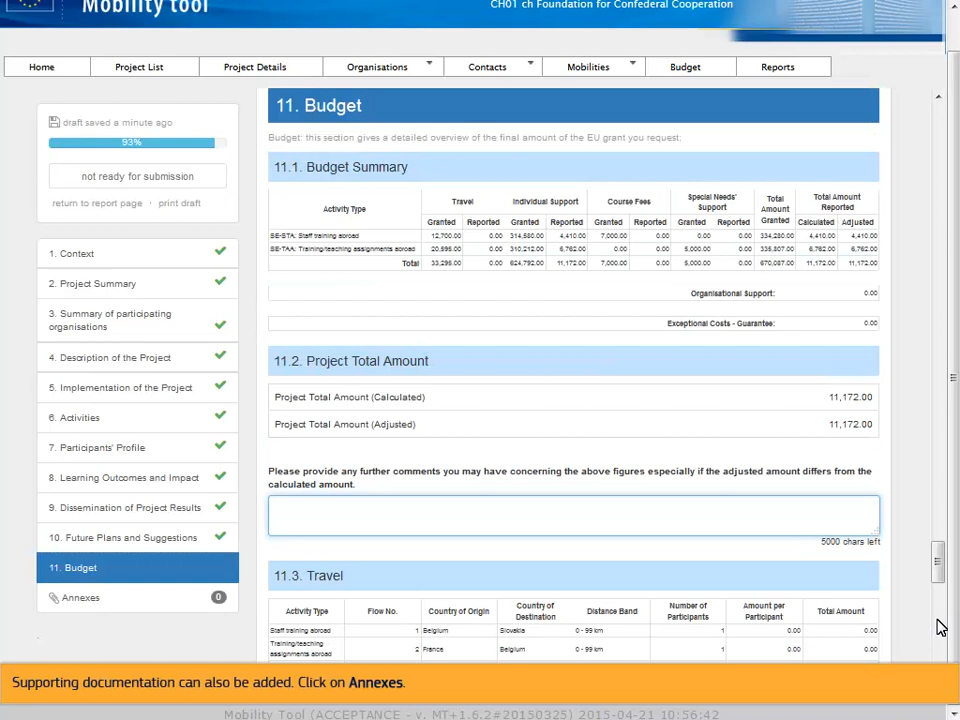 Mobility tool
CH01 ch Foundation for Confederal Cooperation
Home Project List Project Details Organisations Contacts Mobilities Budget Reports
draft saved a minute ago
93%
not ready for submission
return to report page · print draft
1. Context
2. Project Summary
3. Summary of participating
organisations
4. Description of the Project
5. Implementation of the Project
6. Activities
7. Participants' Profile
8. Learning Outcomes and Impact
9. Dissemination of Project Results
10. Future Plans and Suggestions
11. Budget
Annexes 0
11. Budget
Budget: this section gives a detailed overview of the final amount of the EU grant you request;
11.1. Budget Summary
Activity Type Travel Individual Support Course Fees Special Needs' Support Total Amount Granted Total Amount Reported
Granted Reported Granted Reported Granted Reported Granted Reported Calculated Adjusted
SE-STA: Staff training abroad 12,700.00 0.00 314,580.00 4,410.00 7,000.00 0.00 0.00 0.00 334,280.00 4,410.00 4,410.00
SE-TAA: Training/teaching assignments abroad 20,595.00 0.00 310,212.00 6,762.00 0.00 0.00 5,000.00 0.00 335,807.00 6,762.00 6,762.00
Total 33,295.00 0.00 624,792.00 11,172.00 7,000.00 0.00 5,000.00 0.00 670,087.00 11,172.00 11,172.00
Organisational Support: 0.00
Exceptional Costs - Guarantee: 0.00
11.2. Project Total Amount
Project Total Amount (Calculated) 11,172.00
Project Total Amount (Adjusted) 11,172.00
Please provide any further comments you may have concerning the above figures especially if the adjusted amount differs from the
calculated amount.
5000 chars left
11.3. Travel
Activity Type Flow No. Country of Origin Country of Destination Distance Band Number of Participants Amount per Participant Total Amount
Staff training abroad 1 Belgium Slovakia 0 - 99 km 1 0.00 0.00
Training/teaching assignments abroad 2 France Belgium 0 - 99 km 1 0.00 0.00
Supporting documentation can also be added. Click on Annexes.
Mobility Tool (ACCEPTANCE - v. MT+1.6.2#20150325) 2015-04-21 10:56:42